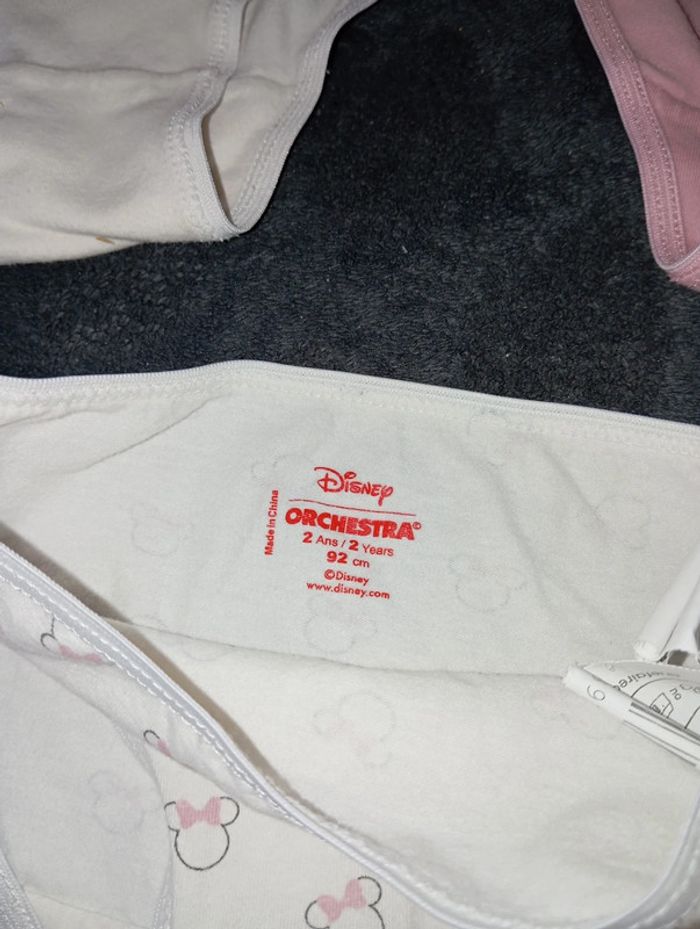 Disney
ORCHESTRA©
2 Ans / 2 Years
92 cm
©Disney
www.disney.com
Made in China